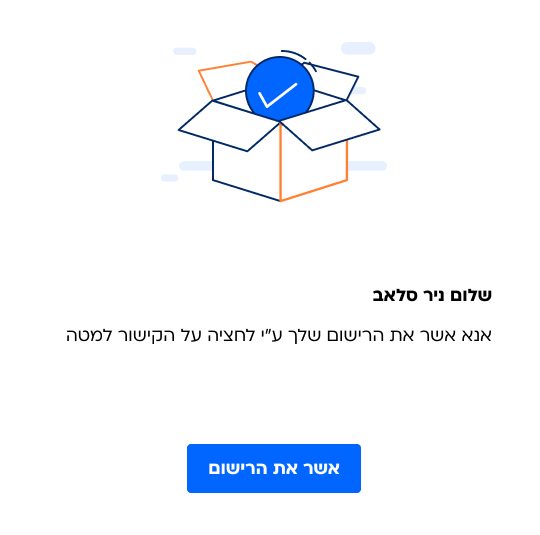 שלום ניר סלאב
אנא אשר את הרישום שלך ע"י לחציה על הקישור למטה
אשר את הרישום